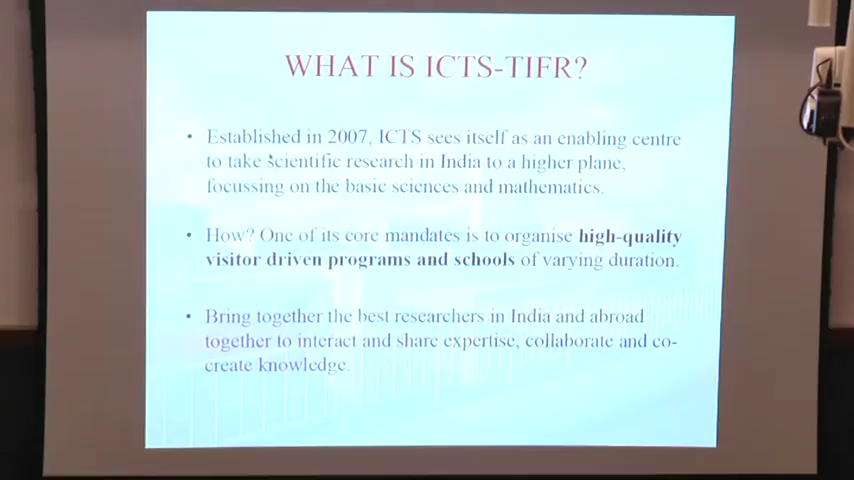 WHAT IS ICTS-TIFR?
• Established in 2007, ICTS sees itself as an enabling centre
to take scientific research in India to a higher plane,
focussing on the basic sciences and mathematics.
• How? One of its core mandates is to organise high-quality
visitor driven programs and schools of varying duration.
• Bring together the best researchers in India and abroad
together to interact and share expertise, collaborate and co-
create knowledge.